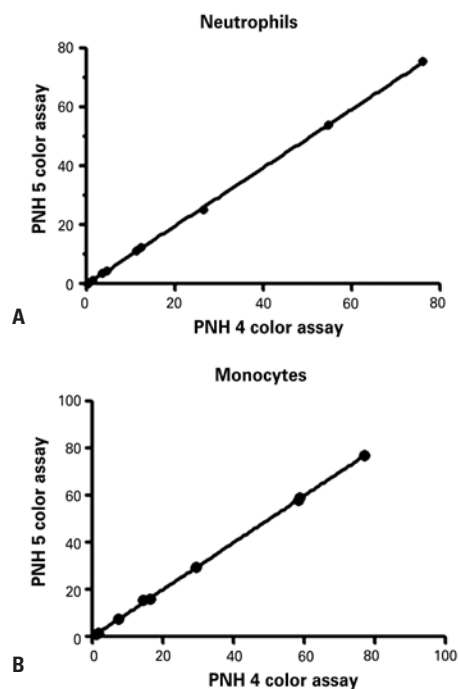 Neutrophils
80
60
40
20
0
PNH 5 color assay
0 20 40 60 80
PNH 4 color assay
A
Monocytes
100
80
60
40
20
0
PNH 5 color assay
0 20 40 60 80 100
PNH 4 color assay
B